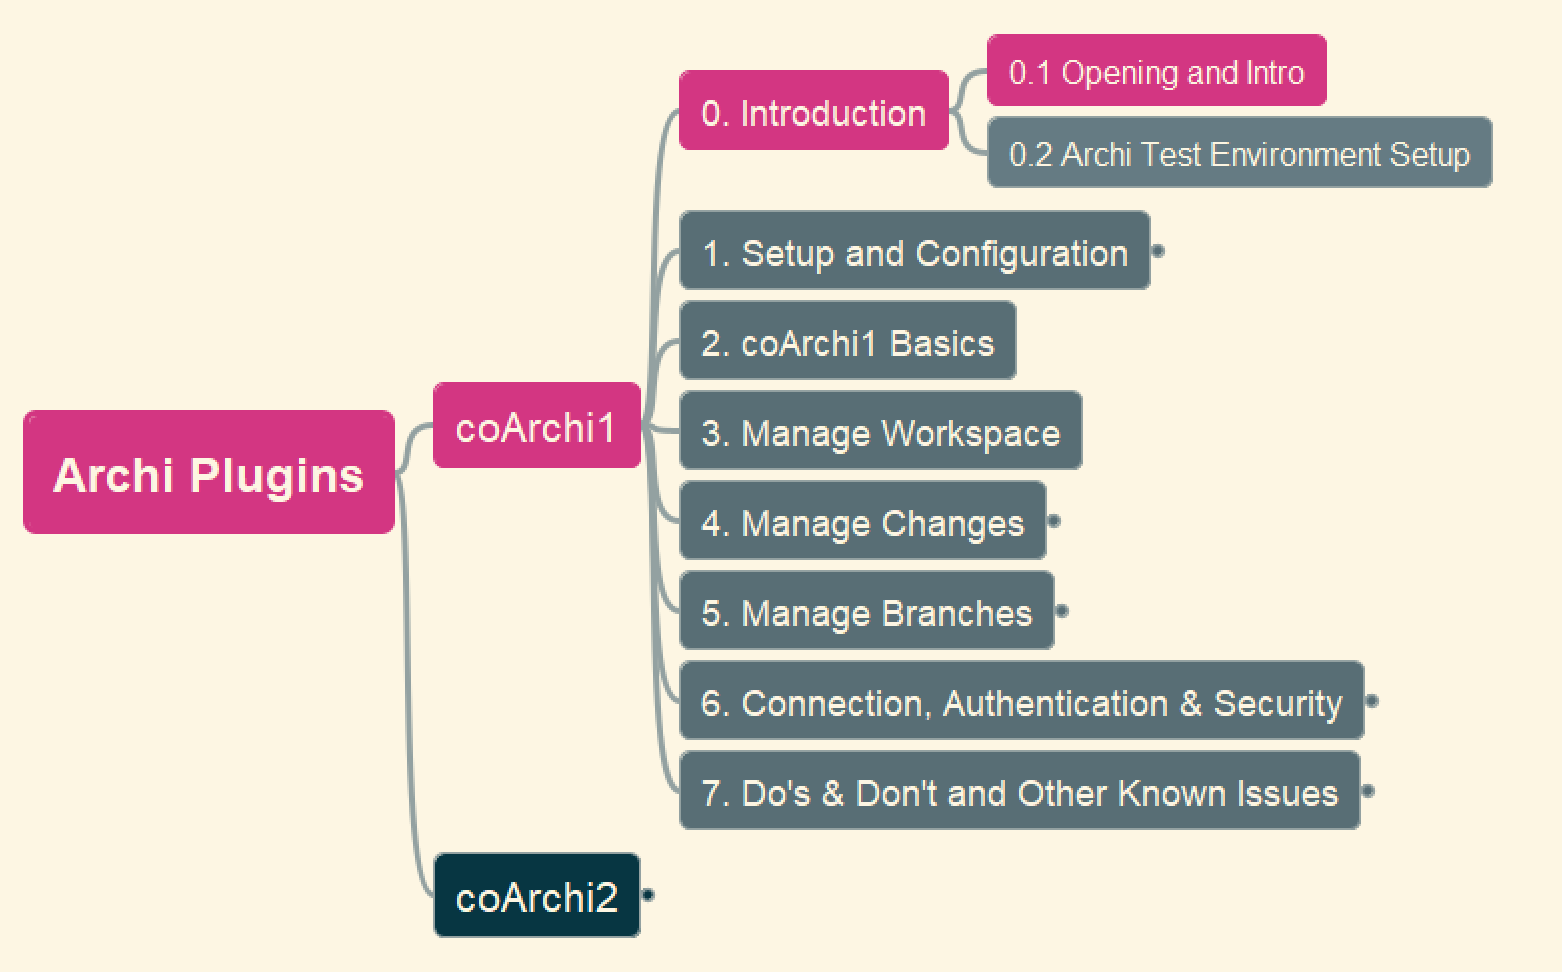 Archi Plugins
coArchi1
0. Introduction
0.1 Opening and Intro
0.2 Archi Test Environment Setup
1. Setup and Configuration
2. coArchi1 Basics
3. Manage Workspace
4. Manage Changes
5. Manage Branches
6. Connection, Authentication & Security
7. Do's & Don't and Other Known Issues
coArchi2